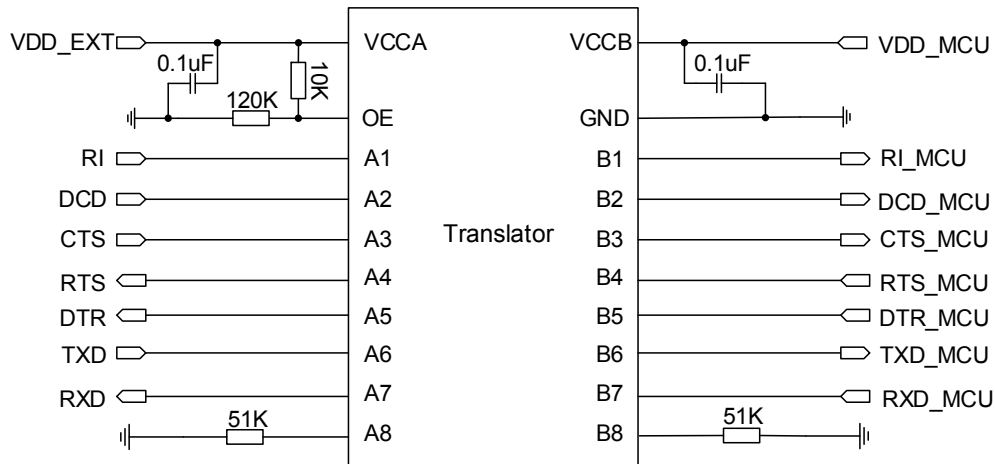 VDD_EXT VCCA VCCB VDD_MCU
0.1uF 10K 0.1uF
120K
OE GND
RI A1 B1 RI_MCU
DCD A2 B2 DCD_MCU
CTS A3 Translator B3 CTS_MCU
RTS A4 B4 RTS_MCU
DTR A5 B5 DTR_MCU
TXD A6 B6 TXD_MCU
RXD A7 B7 RXD_MCU
51K A8 B8 51K